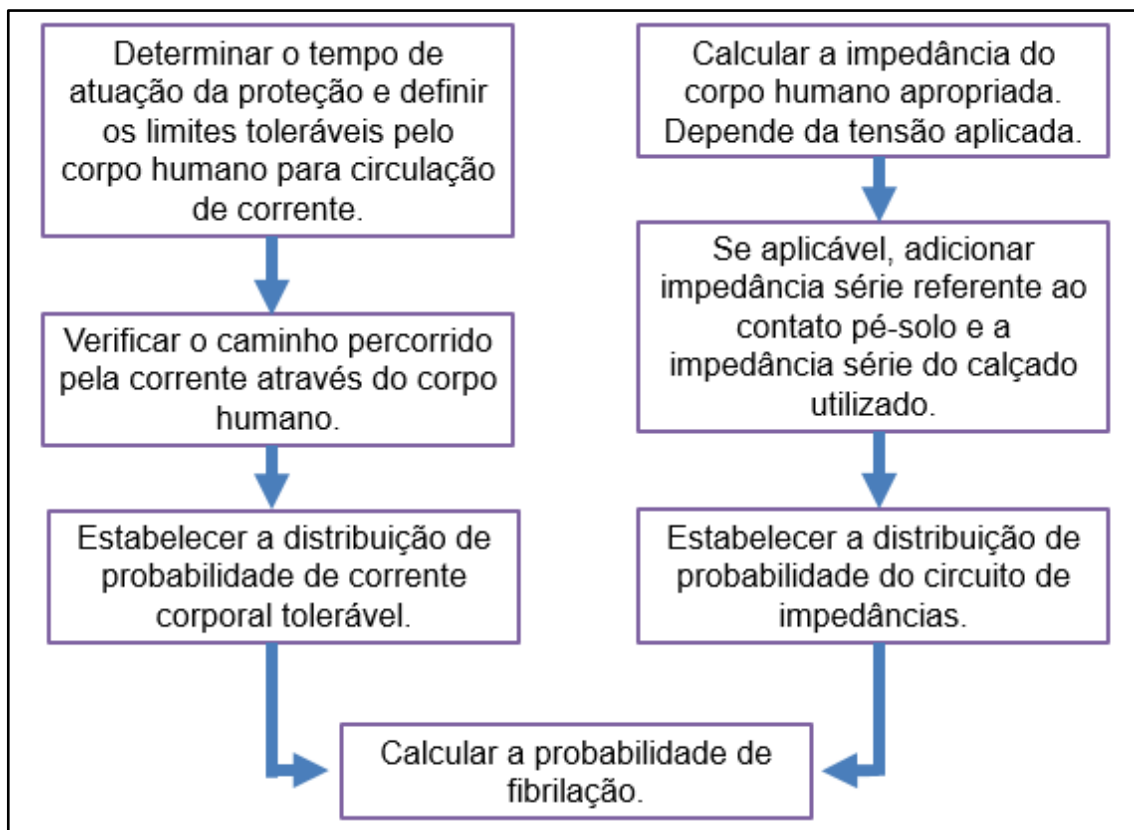 Determinar o tempo de
atuação da proteção e definir
os limites toleráveis pelo
corpo humano para circulação
de corrente.
Verificar o caminho percorrido
pela corrente através do corpo
humano.
Estabelecer a distribuição de
probabilidade de corrente
corporal tolerável.
Calcular a impedância do
corpo humano apropriada.
Depende da tensão aplicada.
Se aplicável, adicionar
impedância série referente ao
contato pé-solo e a
impedância série do calçado
utilizado.
Estabelecer a distribuição de
probabilidade do circuito de
impedâncias.
Calcular a probabilidade de
fibrilação.